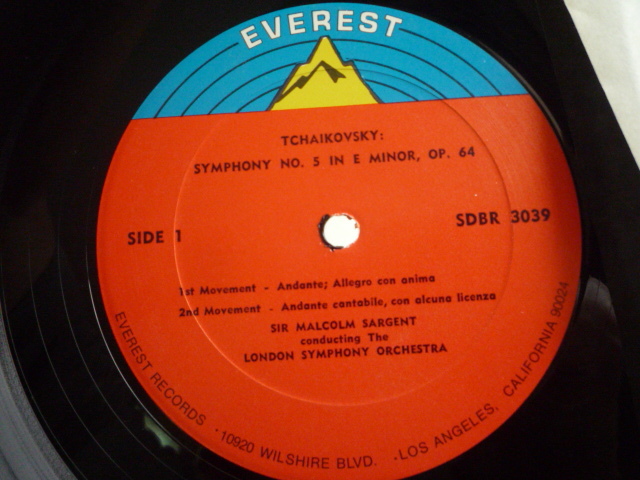 EVEREST
TCHAIKOVSKY:
SYMPHONY NO. 5 IN E MINOR, OP. 64
SIDE 1
SDBR 3039
1st Movement - Andante; Allegro con anima
2nd Movement - Andante cantabile, con alcuna licenza
SIR MALCOLM SARGENT
conducting The
LONDON SYMPHONY ORCHESTRA
EVEREST RECORDS · 10920 WILSHIRE BLVD. · LOS ANGELES, CALIFORNIA 90024